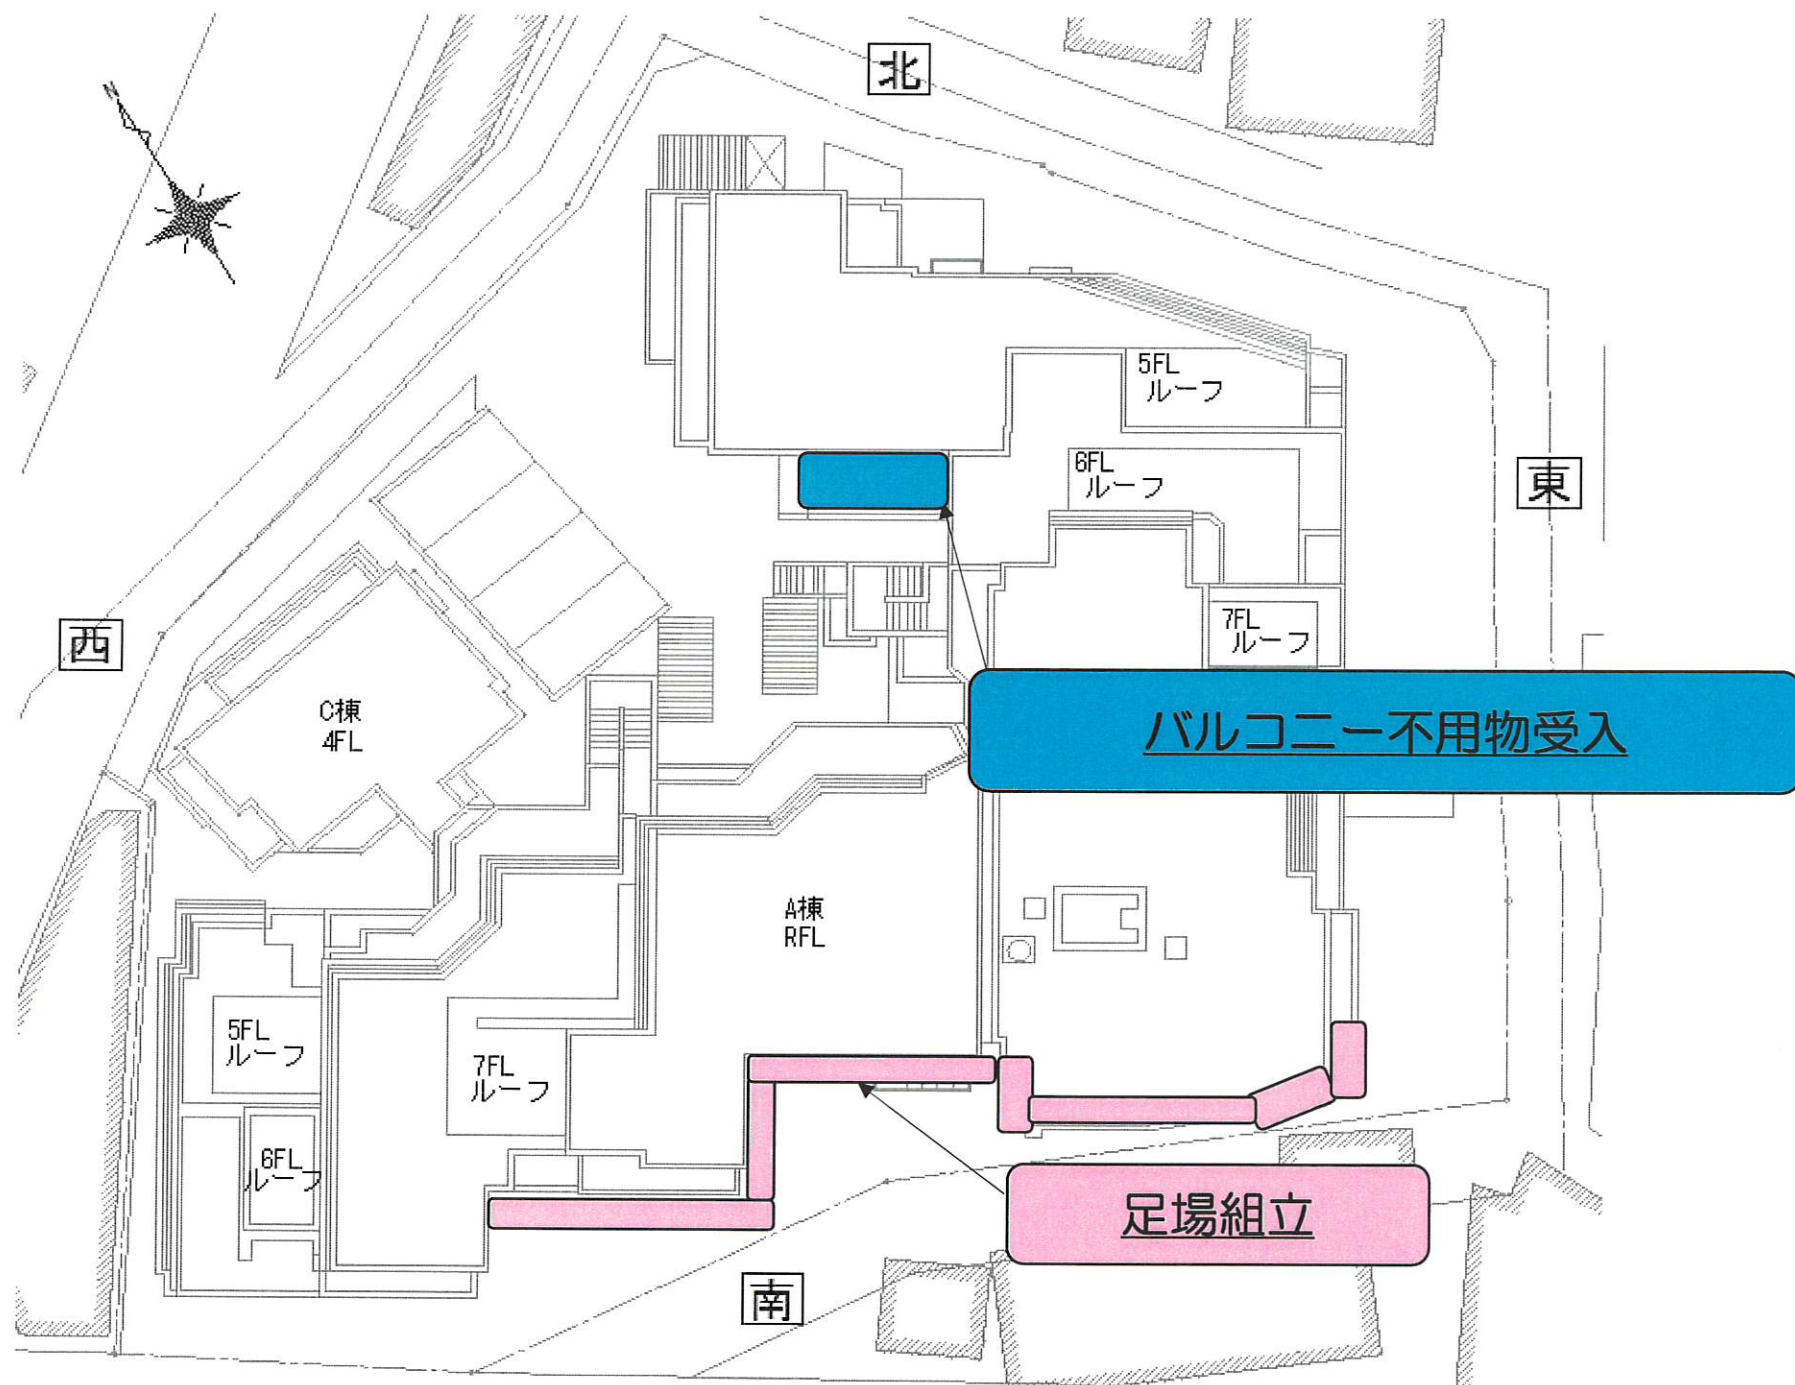 北
N
5FL
ルーフ
6FL
ルーフ
東
7FL
ルーフ
西
C棟
4FL
バルコニー不用物受入
A棟
RFL
5FL
ルーフ
7FL
ルーフ
6FL
ルーフ
足場組立
南